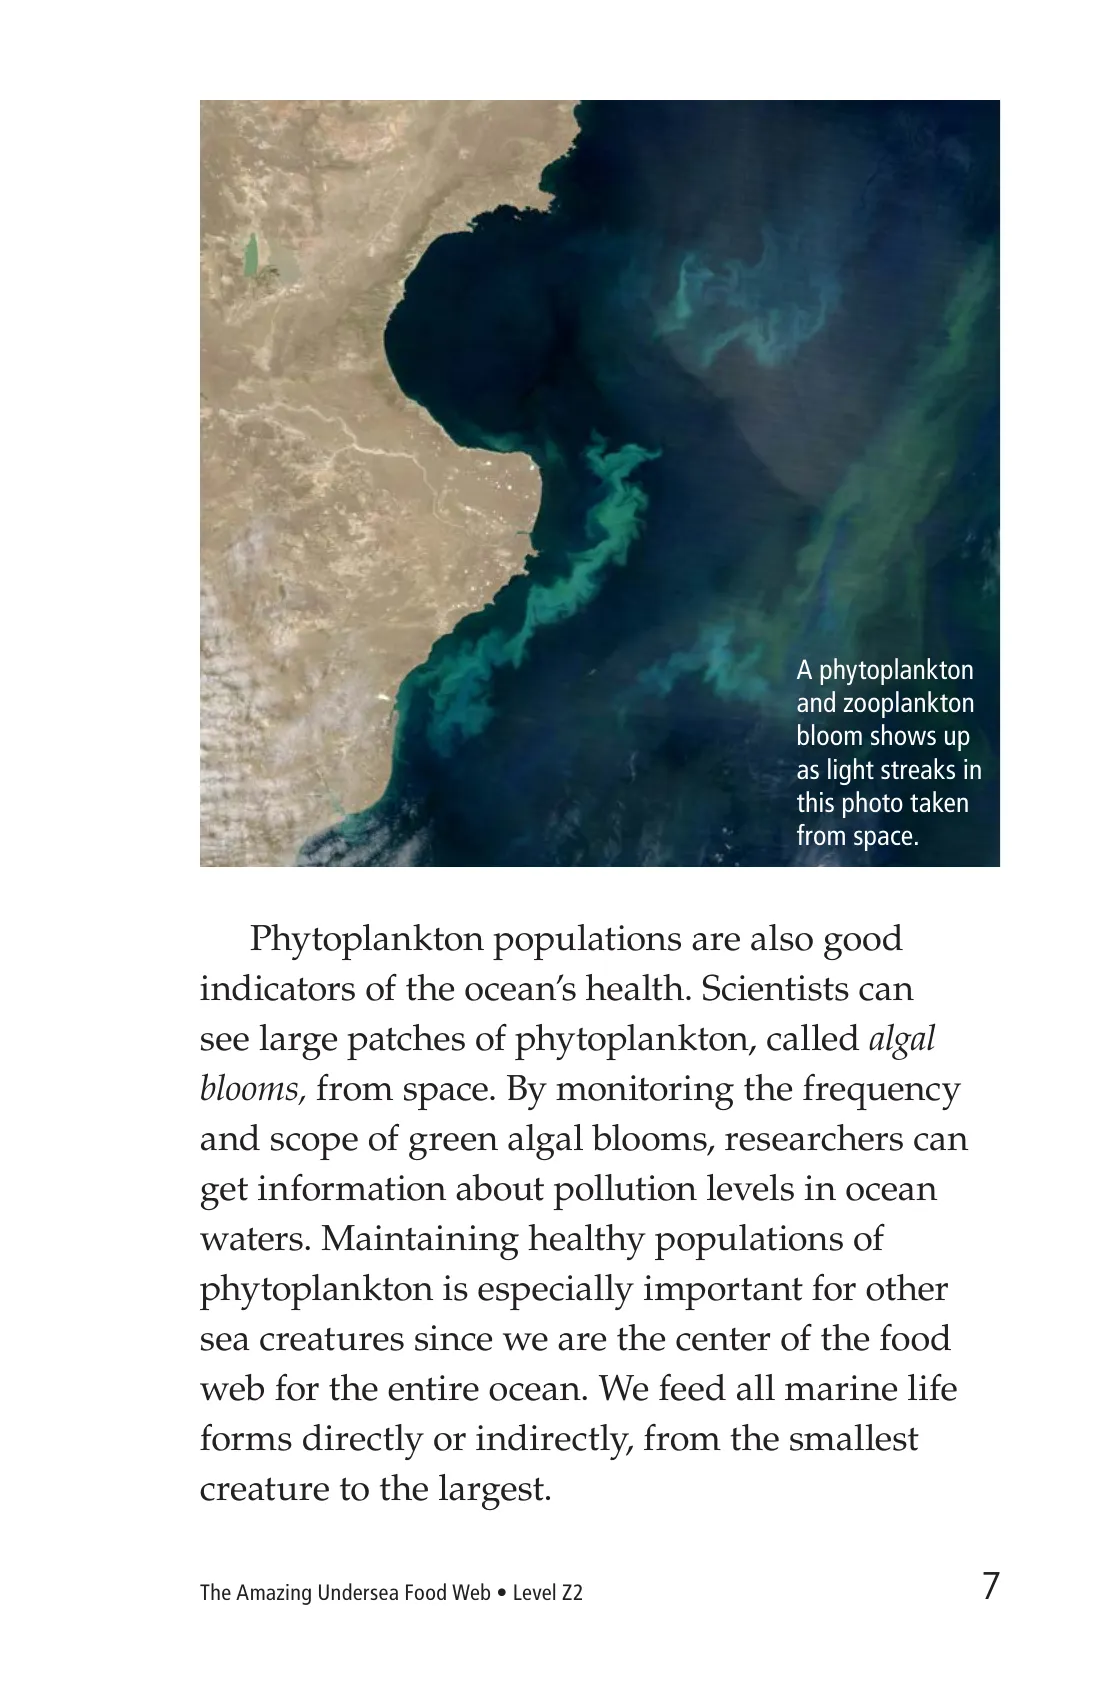 A phytoplankton
and zooplankton
bloom shows up
as light streaks in
this photo taken
from space.
Phytoplankton populations are also good
indicators of the ocean’s health. Scientists can
see large patches of phytoplankton, called algal
blooms, from space. By monitoring the frequency
and scope of green algal blooms, researchers can
get information about pollution levels in ocean
waters. Maintaining healthy populations of
phytoplankton is especially important for other
sea creatures since we are the center of the food
web for the entire ocean. We feed all marine life
forms directly or indirectly, from the smallest
creature to the largest.
The Amazing Undersea Food Web • Level Z2
7